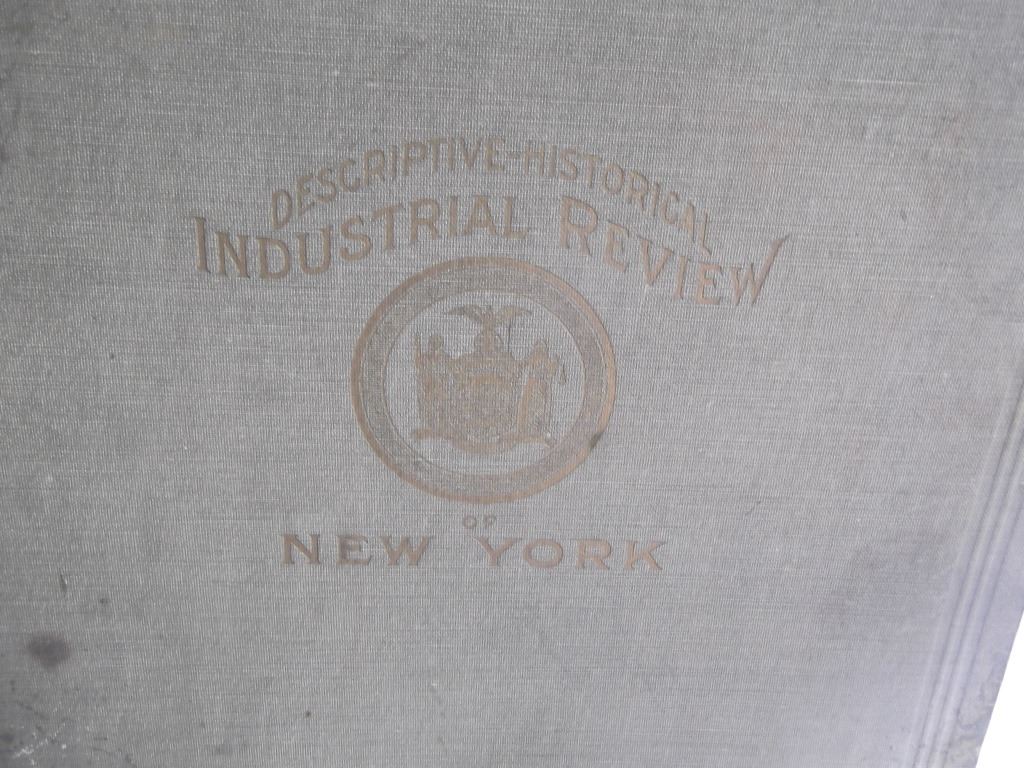 DESCRIPTIVE-HISTORICAL
INDUSTRIAL REVIEW
OF
NEW YORK